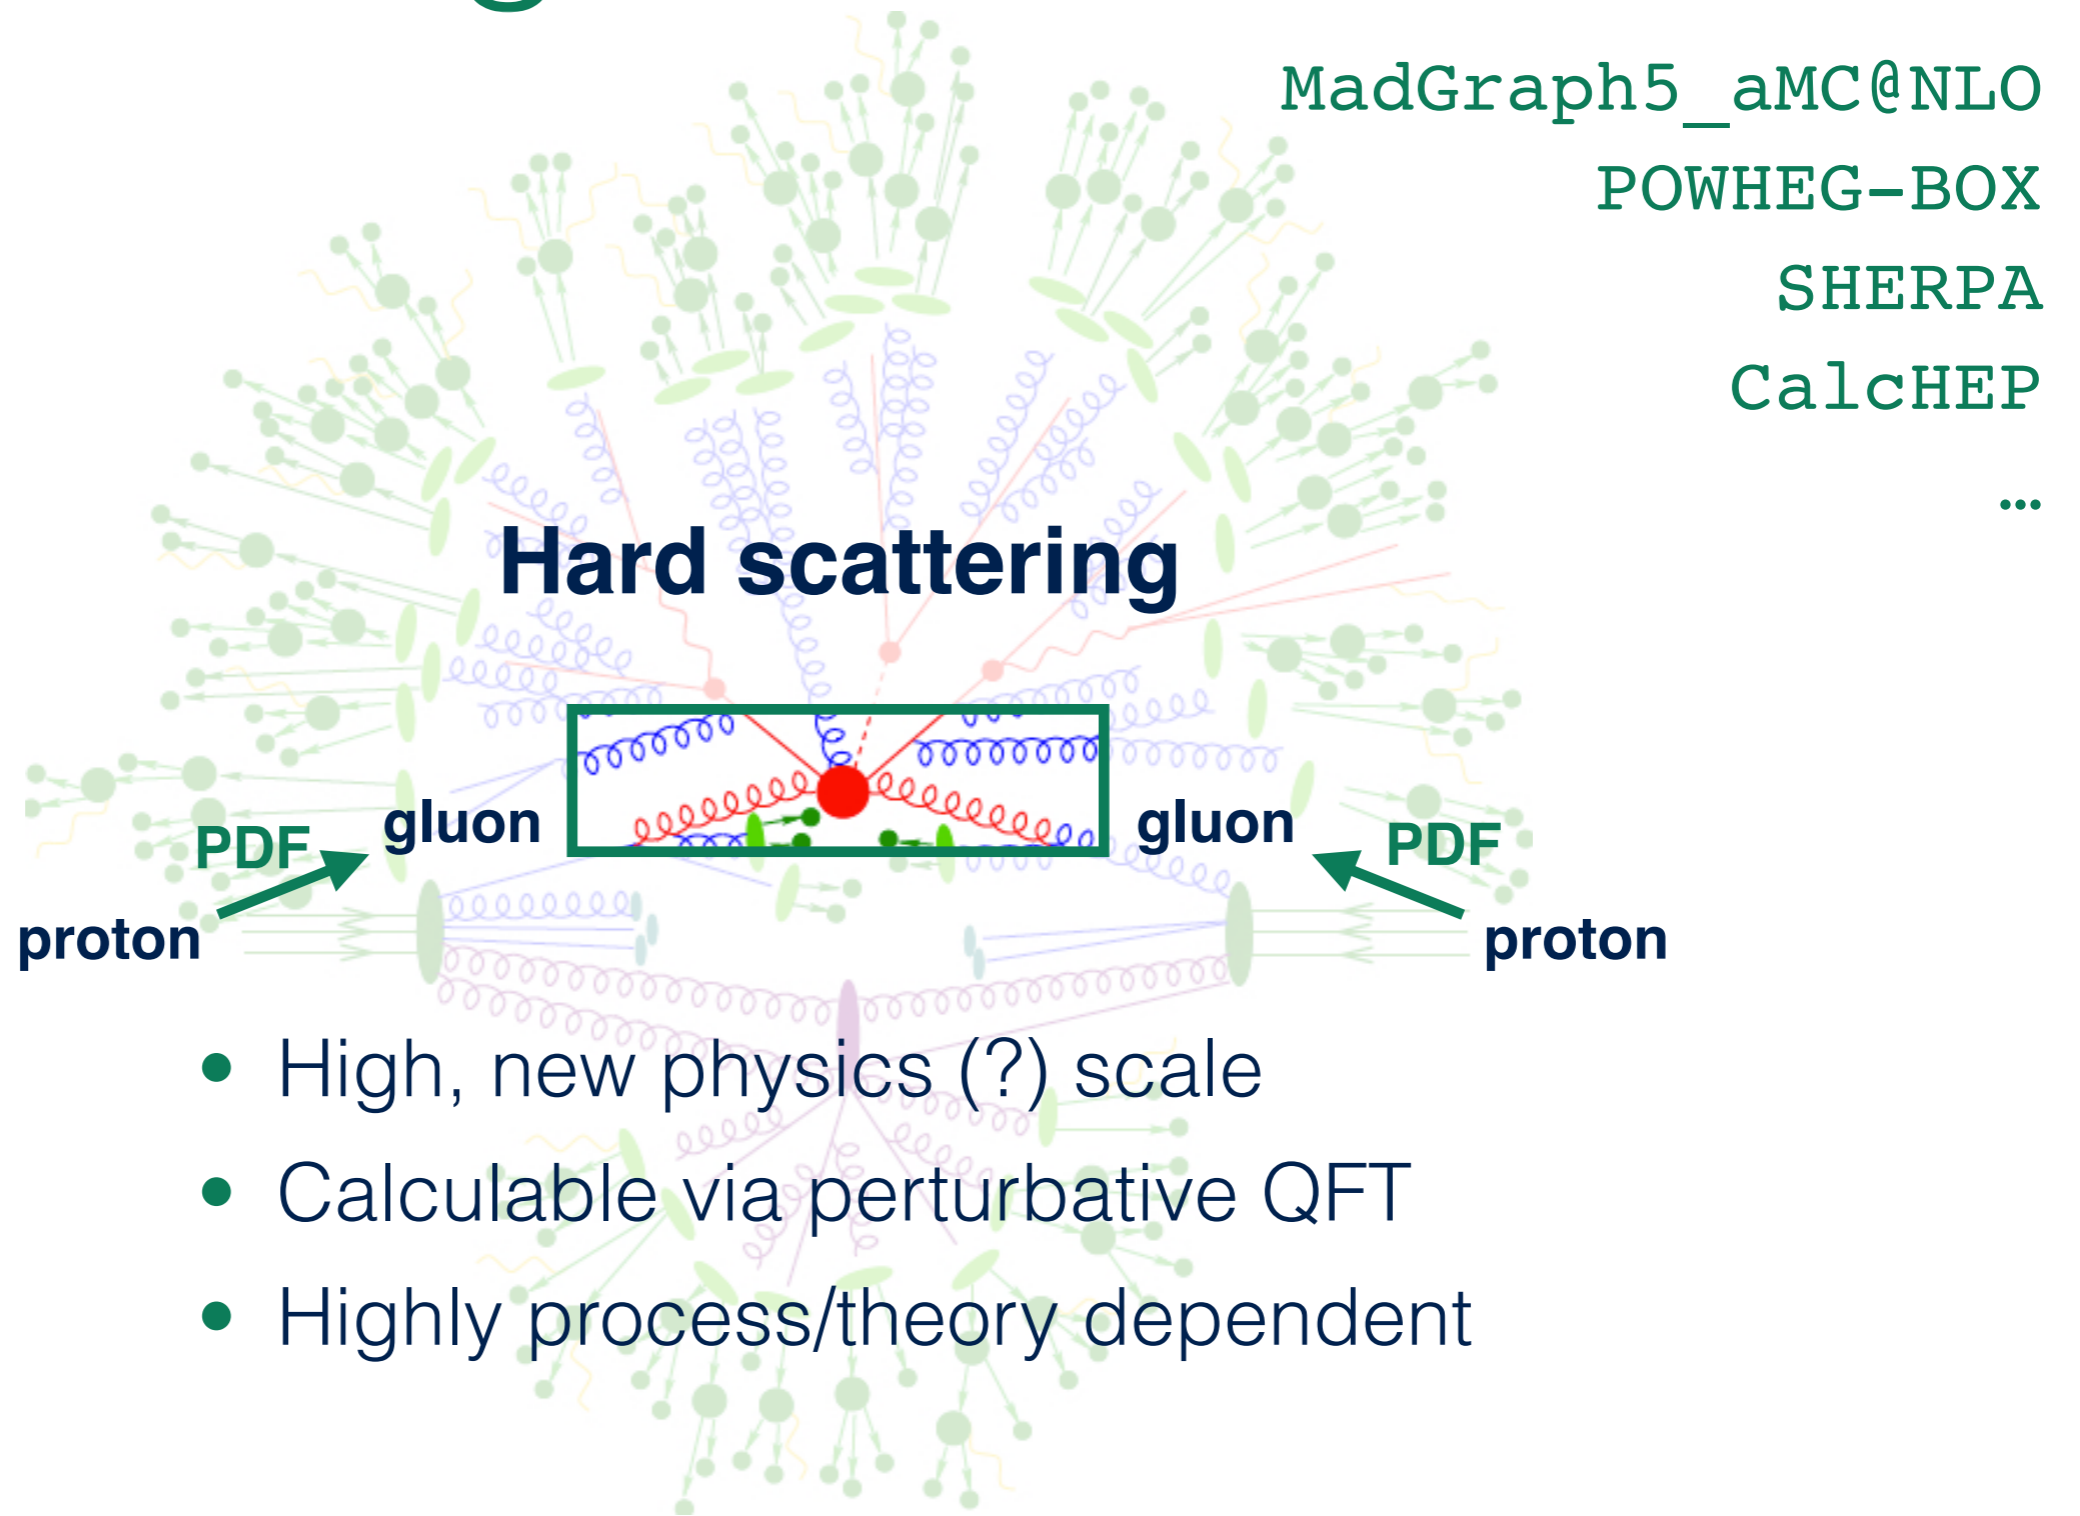 MadGraph5_aMC@NLO
POWHEG-BOX
SHERPA
CalcHEP
...
Hard scattering
gluon
gluon
PDF
PDF
proton
proton
• High, new physics (?) scale
• Calculable via perturbative QFT
• Highly process/theory dependent